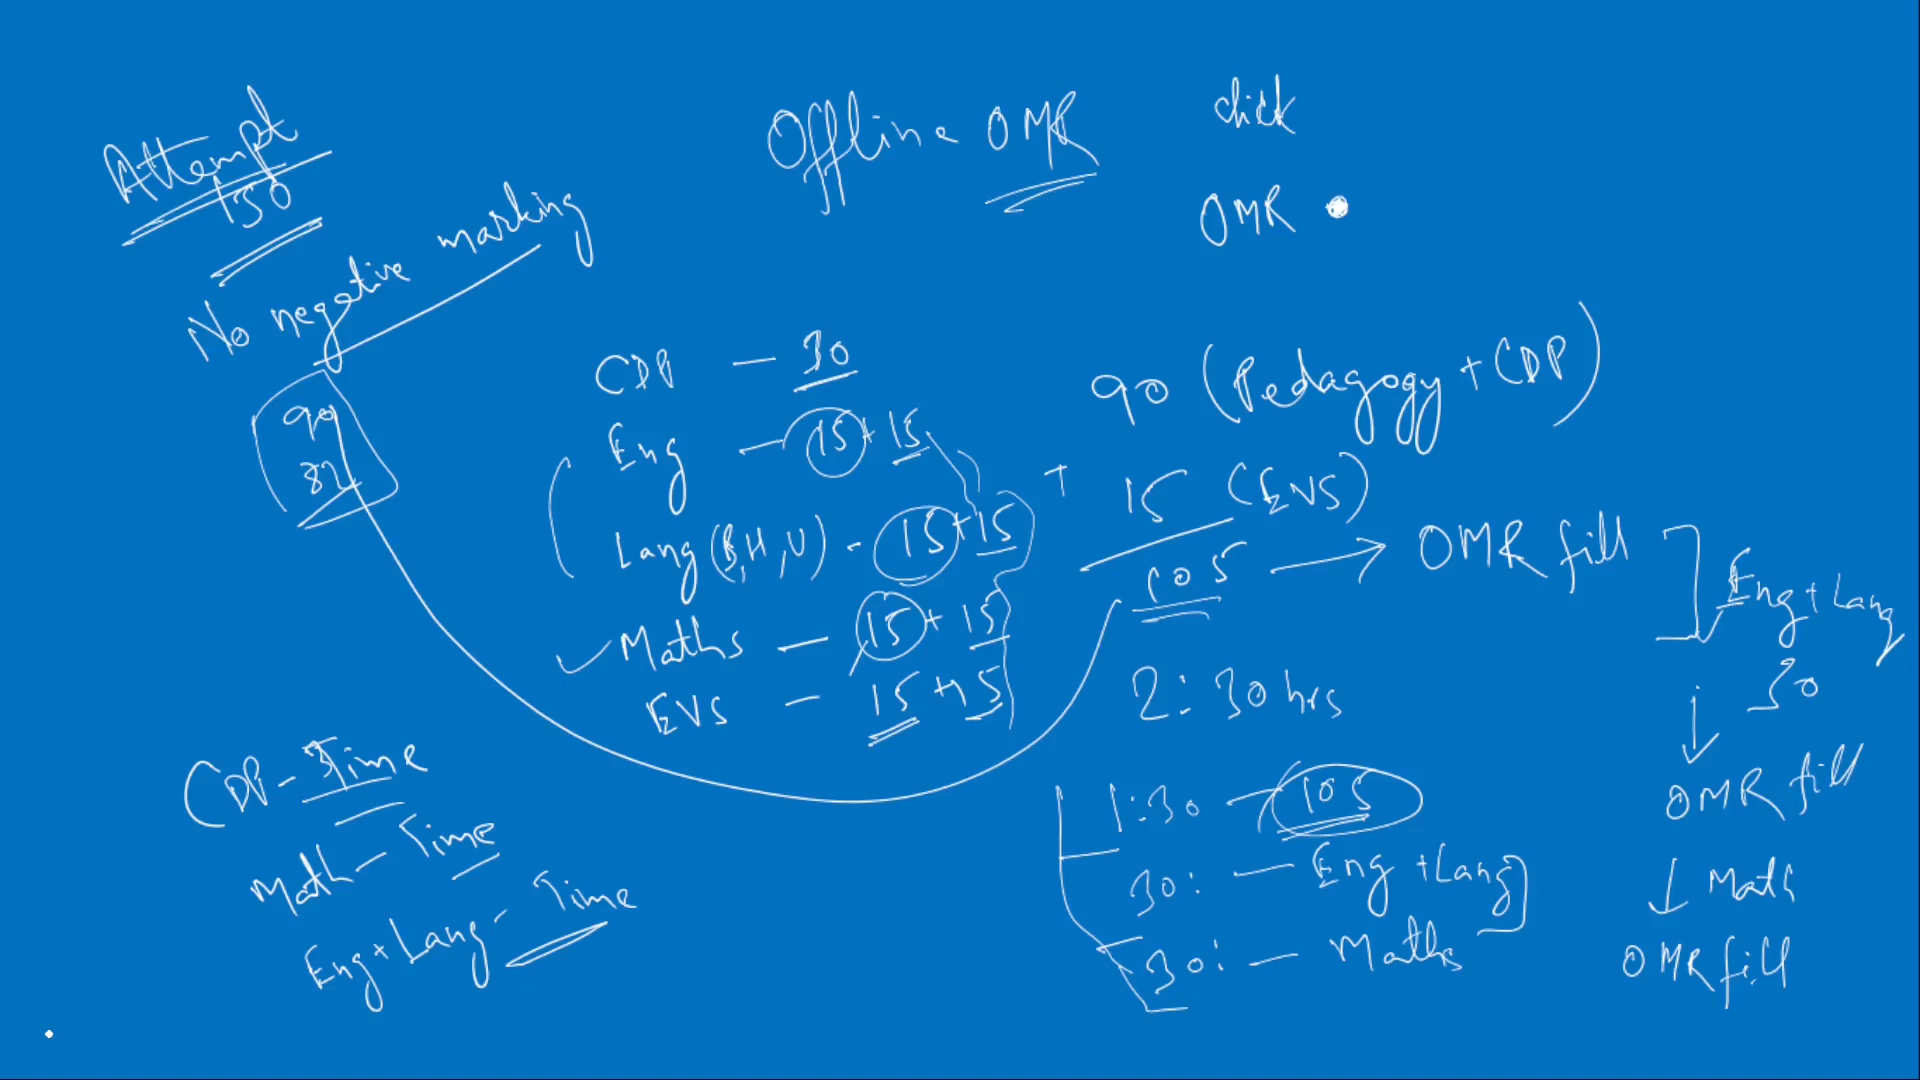 Attempt
150
No negative marking
90
82
Offline OMR
click
OMR
CDP - 30
Eng - 15 + 15
Lang (B,H,U) - 15 + 15
Maths - 15 + 15
EVS - 15 + 15
90 (Pedagogy + CDP)
+ 15 (EVS)
105 → OMR fill
Eng + Lang
30
↓
OMR fill
↓ Math
OMR fill
2:30 hrs
1:30 - 105
30: - Eng + Lang
30: - Maths
CDP - Time
Math - Time
Eng + Lang - Time